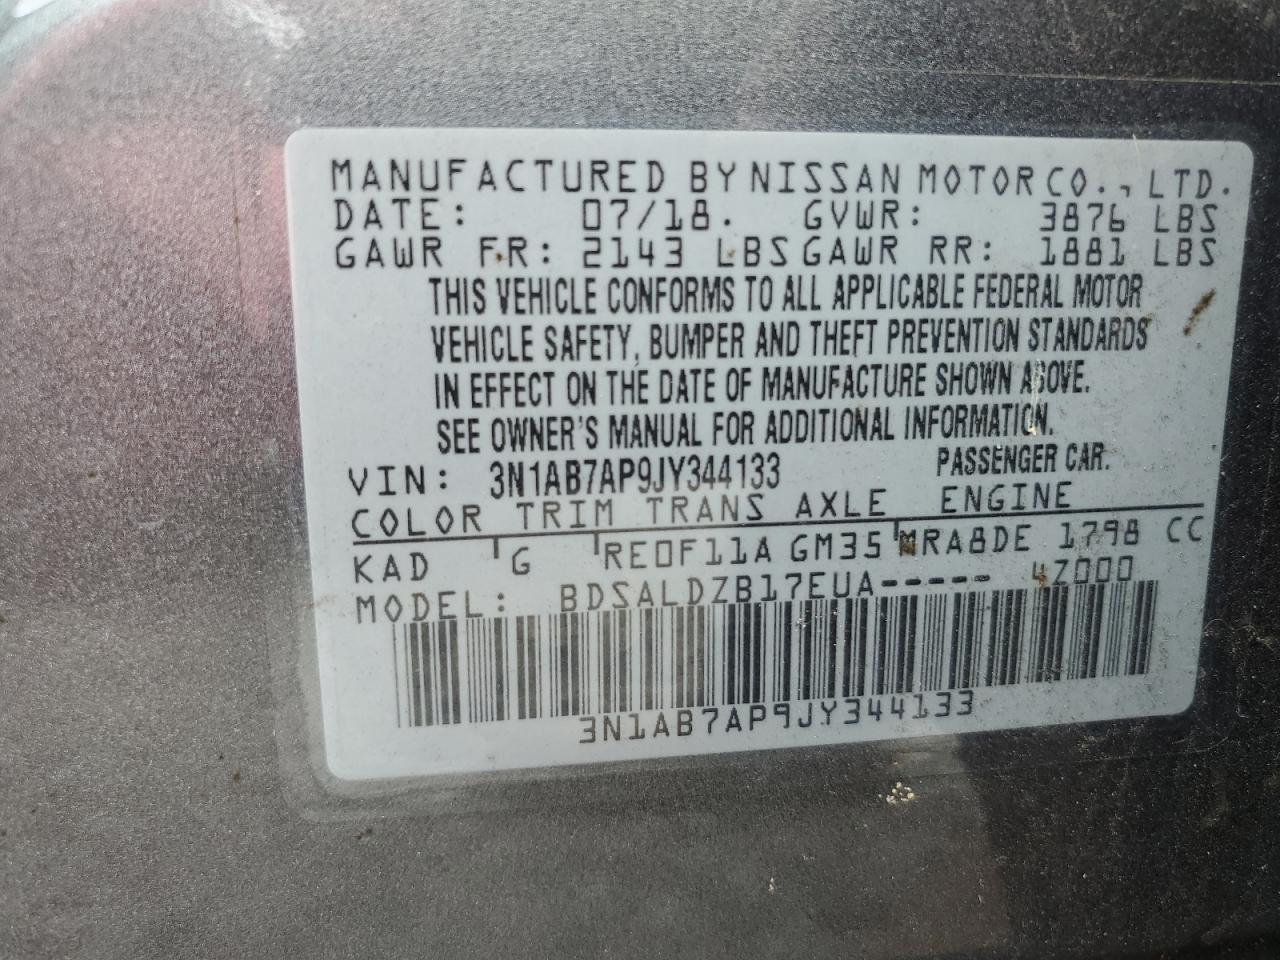 MANUFACTURED BY NISSAN MOTOR CO., LTD.
DATE: 07/18. GVWR: 3876 LBS
GAWR FR: 2143 LBS GAWR RR: 1881 LBS
THIS VEHICLE CONFORMS TO ALL APPLICABLE FEDERAL MOTOR
VEHICLE SAFETY, BUMPER AND THEFT PREVENTION STANDARDS
IN EFFECT ON THE DATE OF MANUFACTURE SHOWN ABOVE.
SEE OWNER'S MANUAL FOR ADDITIONAL INFORMATION.
VIN: 3N1AB7AP9JY344133 PASSENGER CAR.
COLOR TRIM TRANS AXLE ENGINE
KAD G RE0F11A GM35 MRA8DE 1798 CC
MODEL: BDSALDZB17EUA----- 4Z000
3N1AB7AP9JY344133